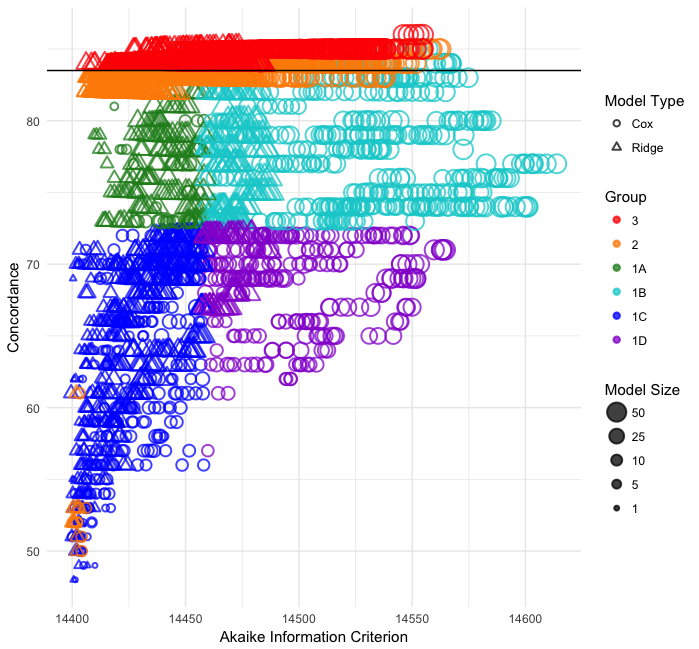 80
70
60
50
14400 14450 14500 14550 14600
Akaike Information Criterion
Concordance
Model Type
Cox
Ridge
Group
3
2
1A
1B
1C
1D
Model Size
50
25
10
5
1